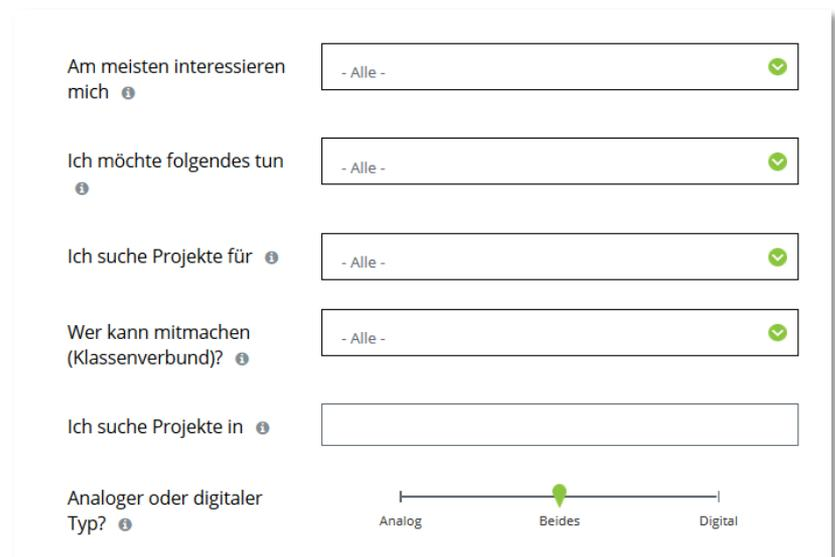 Am meisten interessieren
mich
- Alle -
Ich möchte folgendes tun
- Alle -
Ich suche Projekte für
- Alle -
Wer kann mitmachen
(Klassenverbund)?
- Alle -
Ich suche Projekte in
Analoger oder digitaler
Typ?
Analog Beides Digital